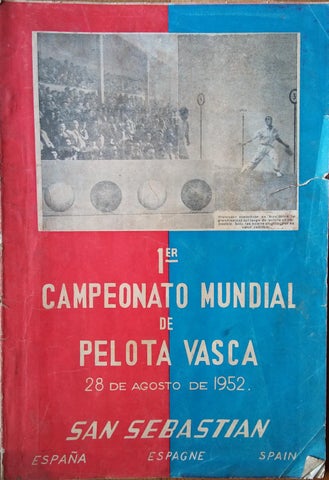 1ER
CAMPEONATO MUNDIAL
DE
PELOTA VASCA
28 DE AGOSTO DE 1952.
SAN SEBASTIAN
ESPAÑA ESPAGNE SPAIN